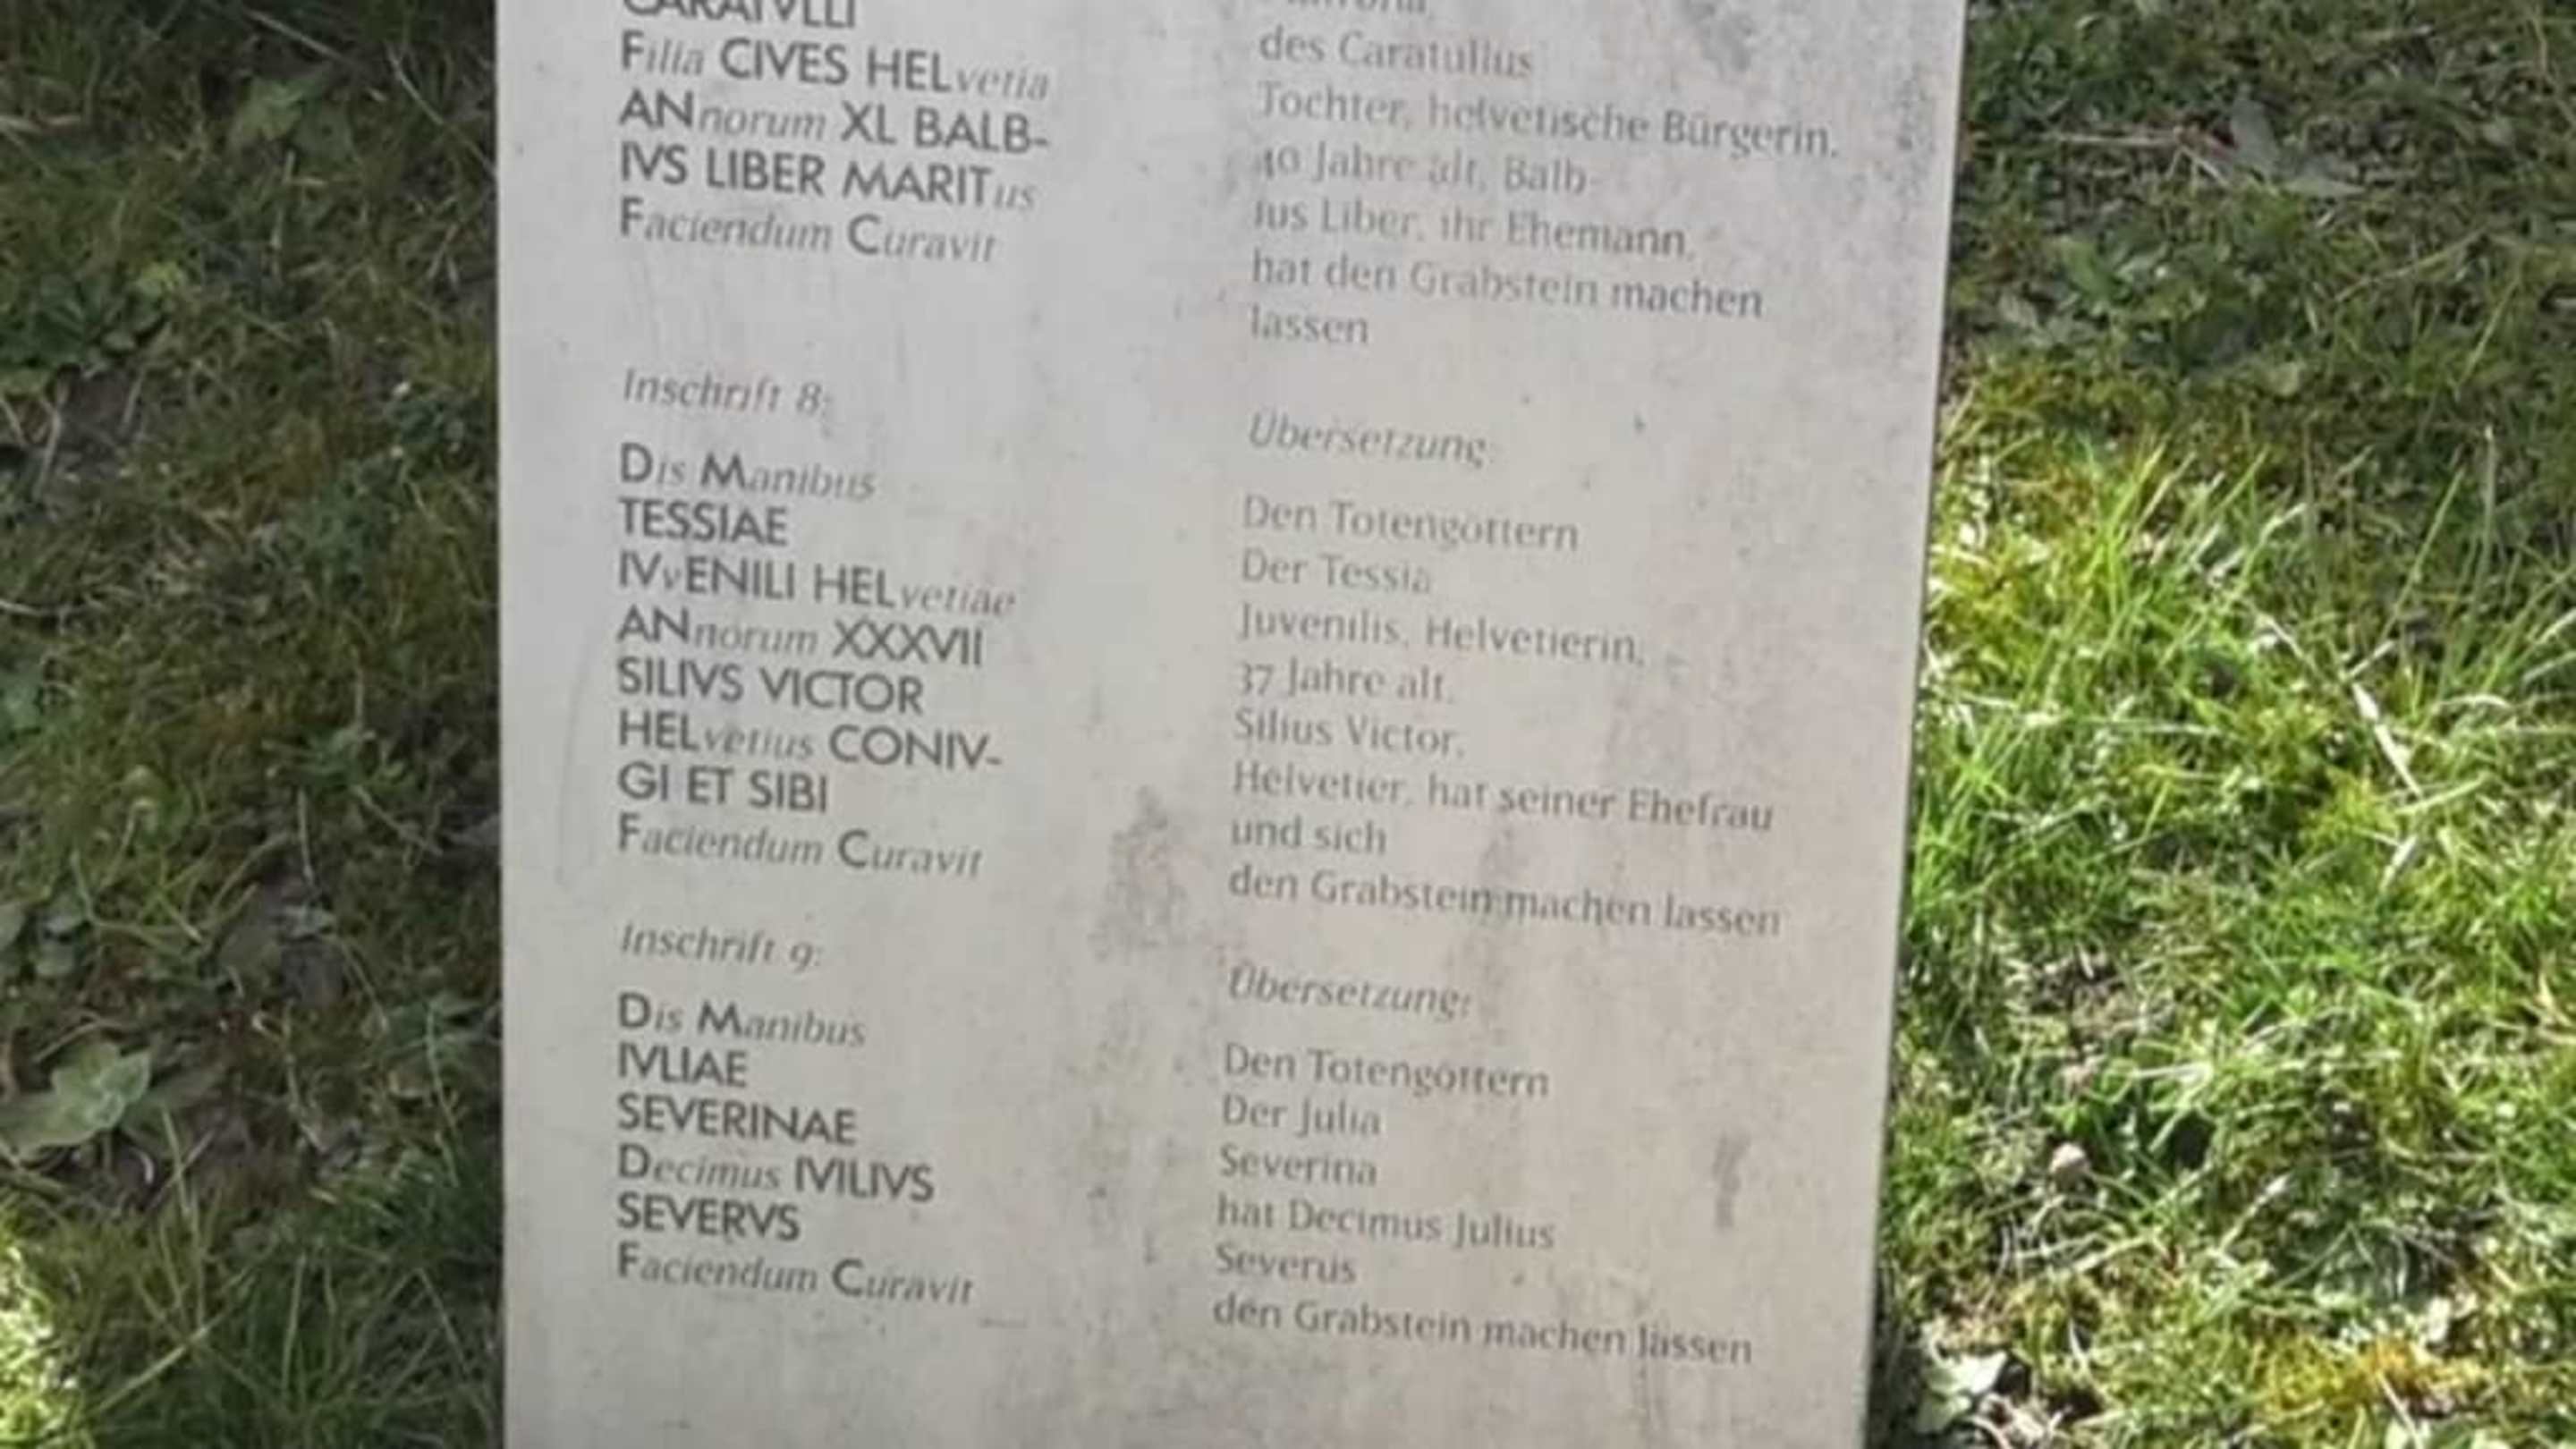 CARATVLLI
Filia CIVES HELvetia
ANnorum XL BALB-
IVS LIBER MARITus
Faciendum Curavit
des Caratullus
Tochter, helvetische Bürgerin,
40 Jahre alt, Balb-
ius Liber, ihr Ehemann,
hat den Grabstein machen
lassen
Inschrift 8:
Dis Manibus
TESSIAE
IVvENILI HELvetiae
ANnorum XXXVII
SILIVS VICTOR
HELvetius CONIV-
GI ET SIBI
Faciendum Curavit
Übersetzung:
Den Totengöttern
Der Tessia
Juvenilis, Helvetierin,
37 Jahre alt,
Silius Victor,
Helvetier, hat seiner Ehefrau
und sich
den Grabstein machen lassen
Inschrift 9:
Dis Manibus
IVLIAE
SEVERINAE
Decimus IVILIVS
SEVERVS
Faciendum Curavit
Übersetzung:
Den Totengöttern
Der Julia
Severina
hat Decimus Julius
Severus
den Grabstein machen lassen